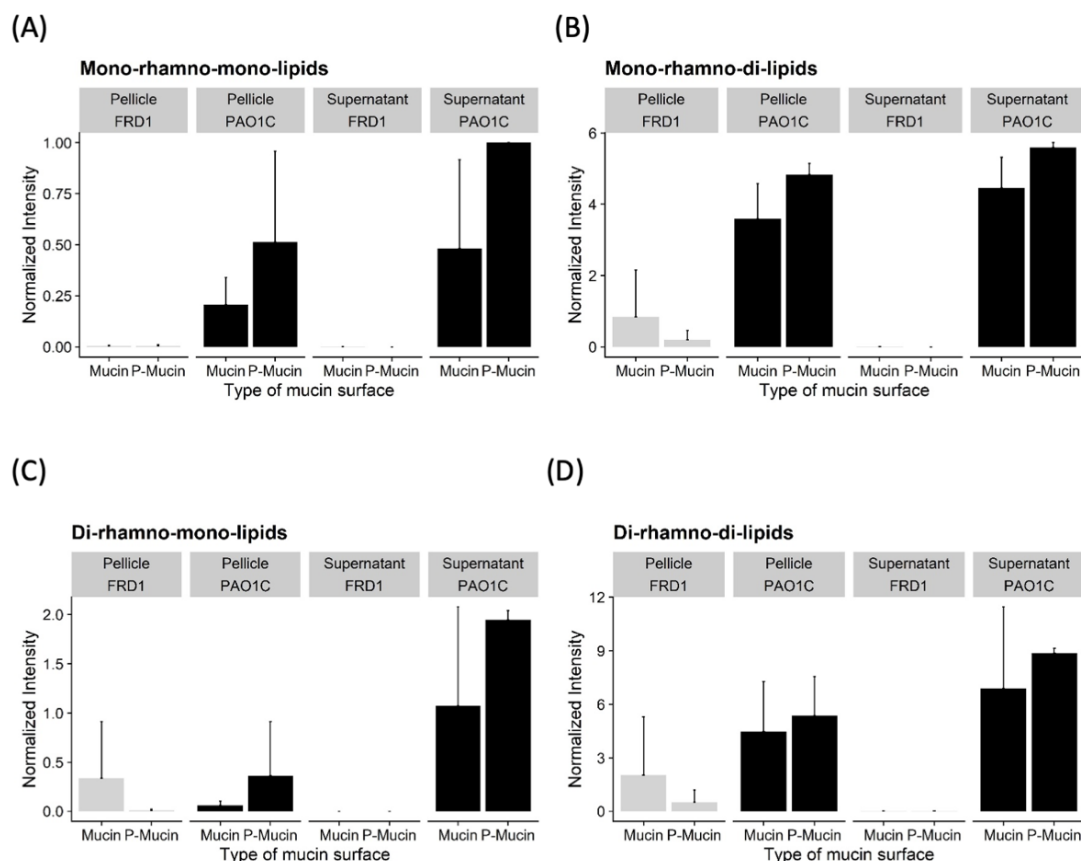 (A)
Mono-rhamno-mono-lipids
Pellicle Pellicle Supernatant Supernatant
FRD1 PAO1C FRD1 PAO1C
1.00
0.75
0.50
0.25
0.00
Normalized Intensity
Mucin P-Mucin Mucin P-Mucin Mucin P-Mucin Mucin P-Mucin
Type of mucin surface
(B)
Mono-rhamno-di-lipids
Pellicle Pellicle Supernatant Supernatant
FRD1 PAO1C FRD1 PAO1C
6
4
2
0
Normalized Intensity
Mucin P-Mucin Mucin P-Mucin Mucin P-Mucin Mucin P-Mucin
Type of mucin surface
(C)
Di-rhamno-mono-lipids
Pellicle Pellicle Supernatant Supernatant
FRD1 PAO1C FRD1 PAO1C
2.0
1.5
1.0
0.5
0.0
Normalized Intensity
Mucin P-Mucin Mucin P-Mucin Mucin P-Mucin Mucin P-Mucin
Type of mucin surface
(D)
Di-rhamno-di-lipids
Pellicle Pellicle Supernatant Supernatant
FRD1 PAO1C FRD1 PAO1C
12
9
6
3
0
Normalized Intensity
Mucin P-Mucin Mucin P-Mucin Mucin P-Mucin Mucin P-Mucin
Type of mucin surface